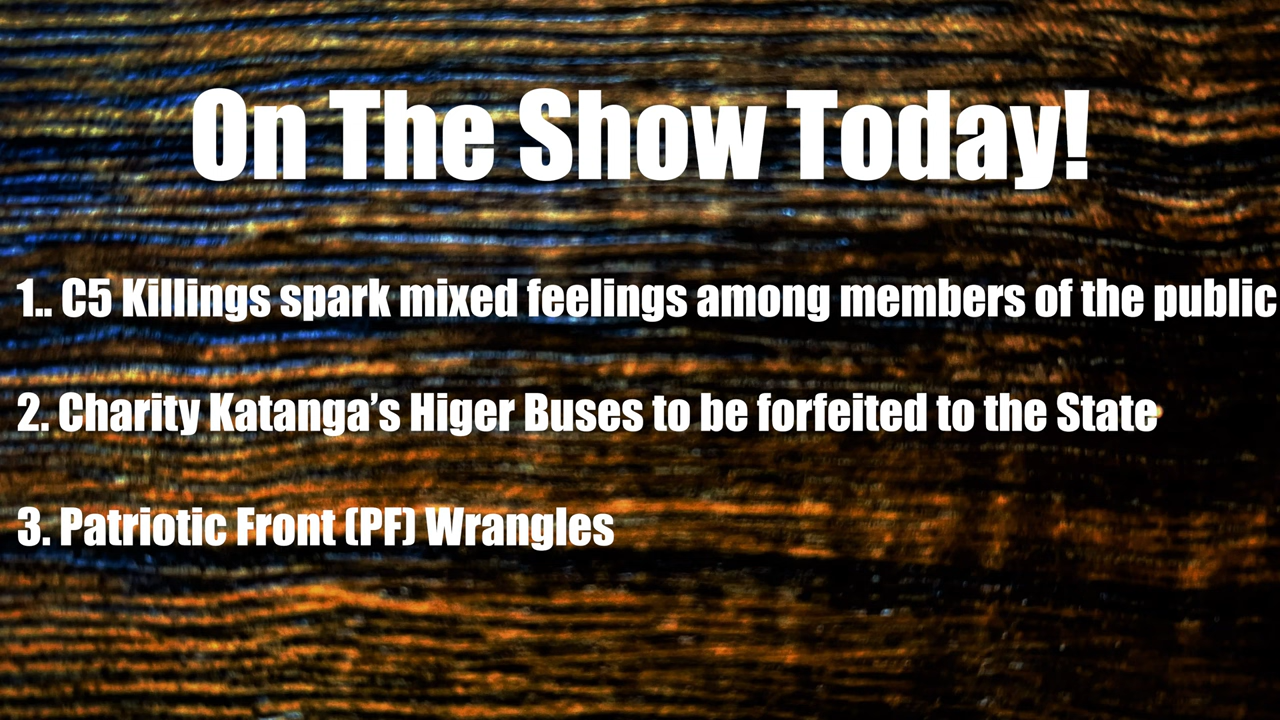 On The Show Today!
1.. C5 Killings spark mixed feelings among members of the public
2. Charity Katanga’s Higer Buses to be forfeited to the State
3. Patriotic Front (PF) Wrangles